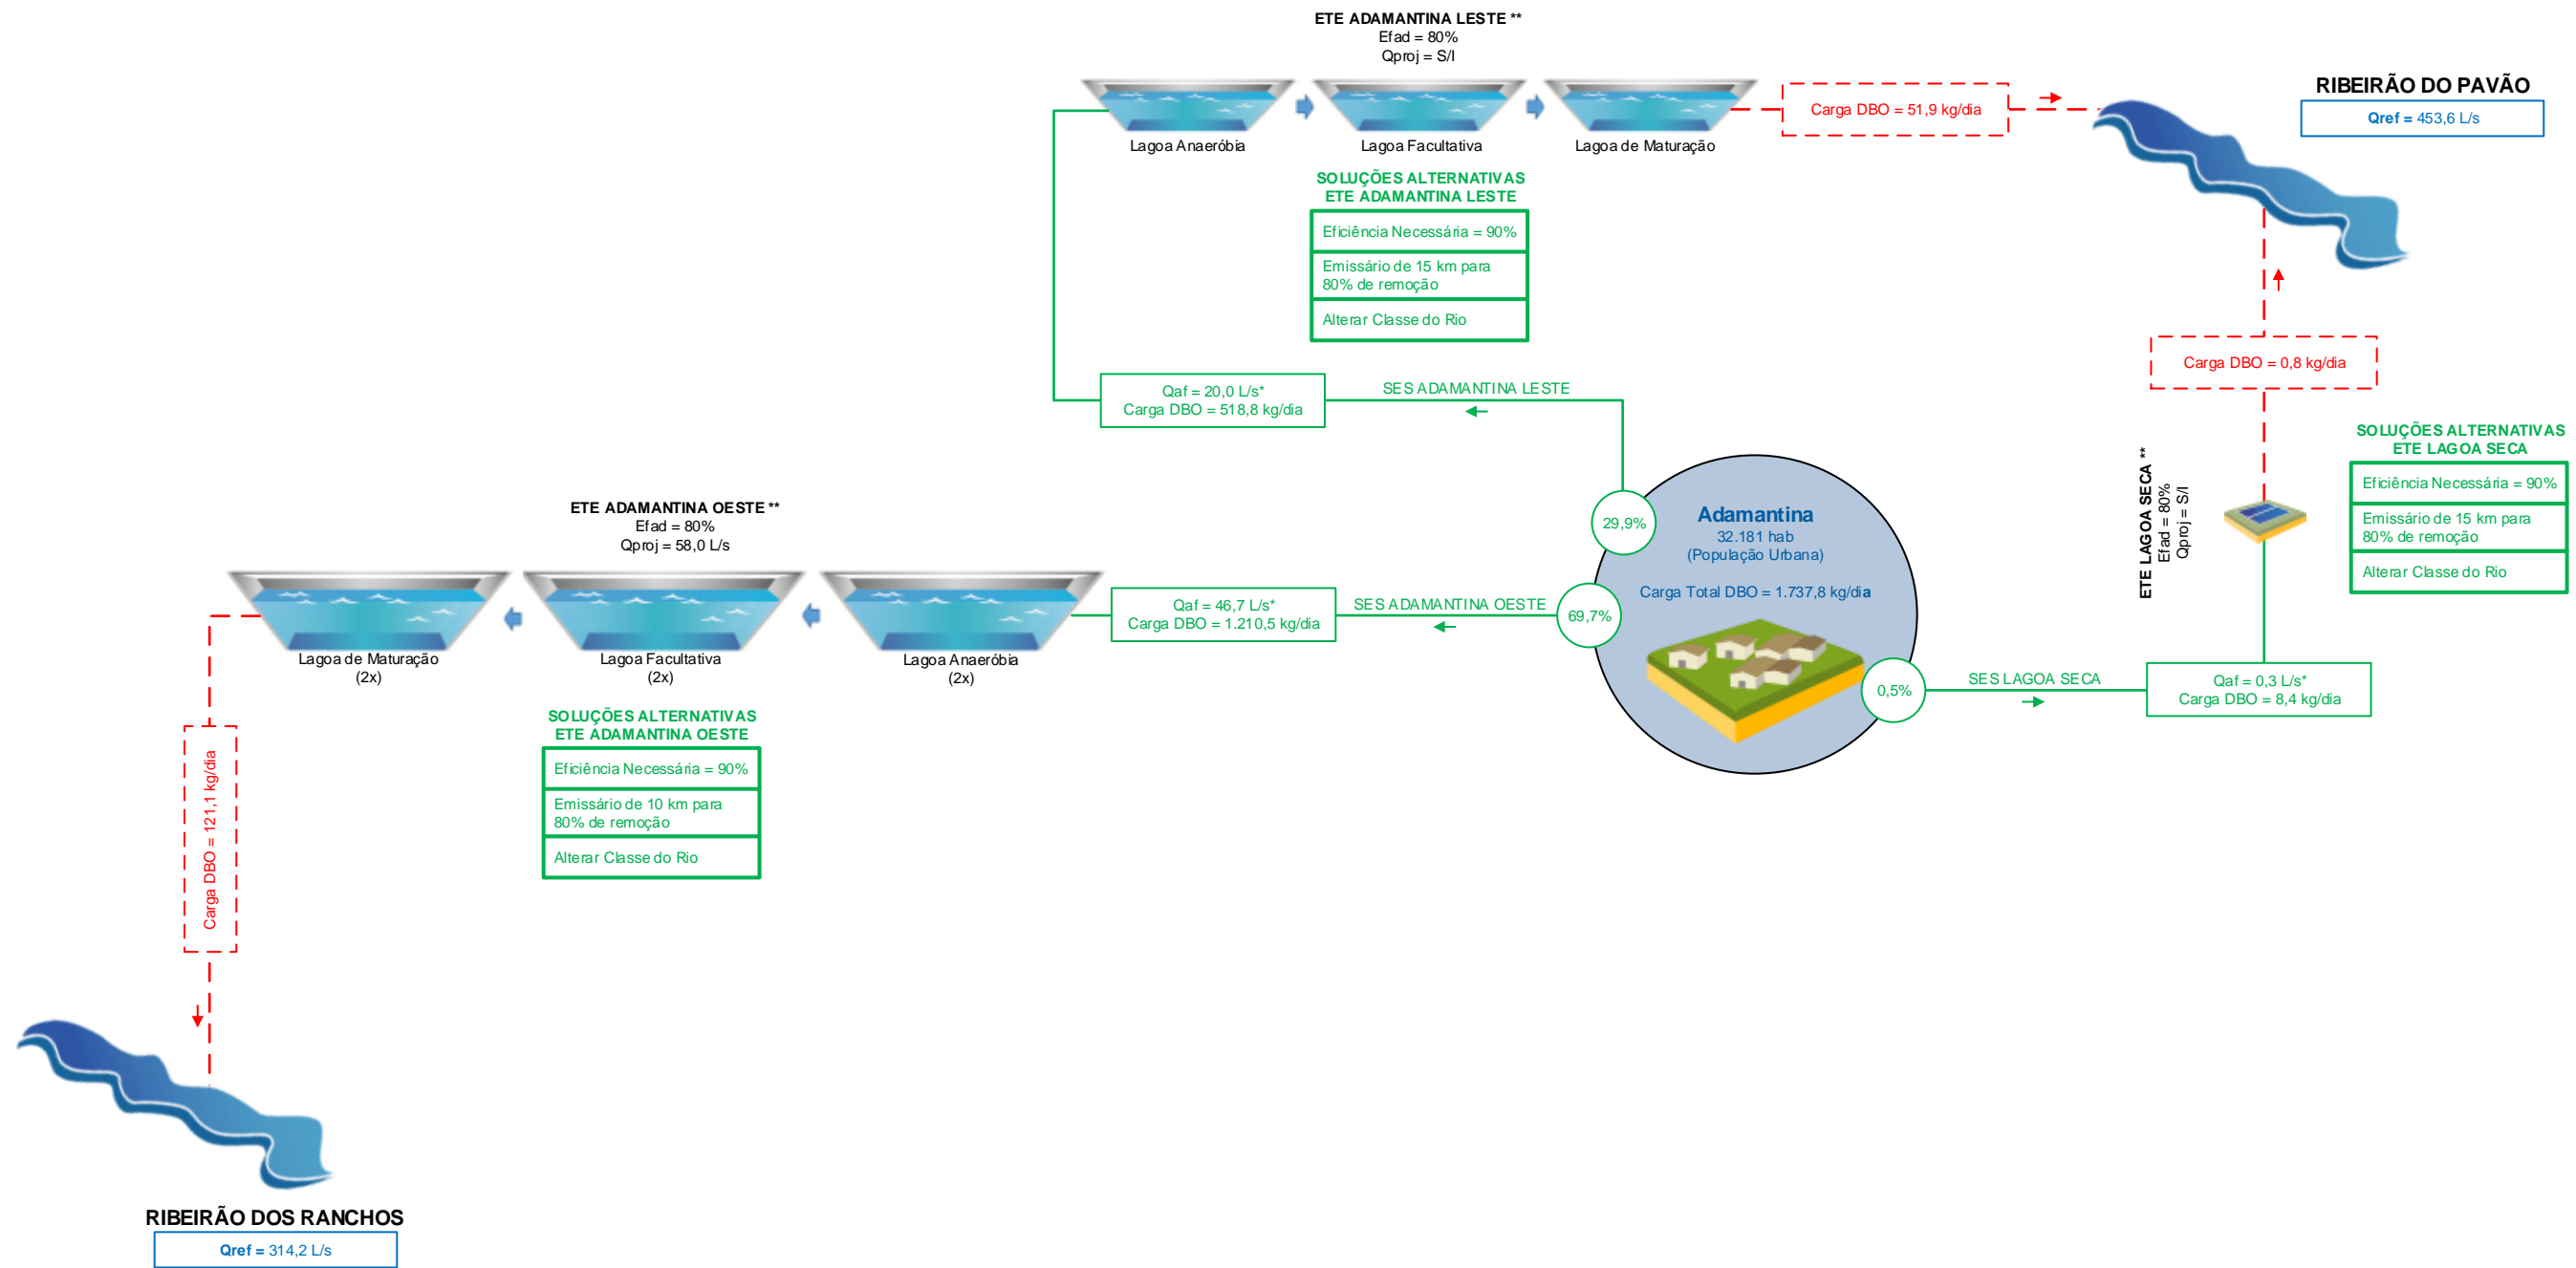 ETE ADAMANTINA LESTE **
Efad = 80%
Qproj = S/I
Lagoa Anaeróbia
Lagoa Facultativa
Lagoa de Maturação
Carga DBO = 51,9 kg/dia
RIBEIRÃO DO PAVÃO
Qref = 453,6 L/s
SOLUÇÕES ALTERNATIVAS
ETE ADAMANTINA LESTE
Eficiência Necessária = 90%
Emissário de 15 km para
80% de remoção
Alterar Classe do Rio
Carga DBO = 0,8 kg/dia
Qaf = 20,0 L/s*
Carga DBO = 518,8 kg/dia
SES ADAMANTINA LESTE
SOLUÇÕES ALTERNATIVAS
ETE LAGOA SECA
Eficiência Necessária = 90%
Emissário de 15 km para
80% de remoção
Alterar Classe do Rio
ETE LAGOA SECA **
Efad = 80%
Qproj = S/I
ETE ADAMANTINA OESTE **
Efad = 80%
Qproj = 58,0 L/s
29,9%
Adamantina
32.181 hab
(População Urbana)
Carga Total DBO = 1.737,8 kg/dia
69,7%
0,5%
SES ADAMANTINA OESTE
Qaf = 46,7 L/s*
Carga DBO = 1.210,5 kg/dia
Lagoa de Maturação
(2x)
Lagoa Facultativa
(2x)
Lagoa Anaeróbia
(2x)
SES LAGOA SECA
Qaf = 0,3 L/s*
Carga DBO = 8,4 kg/dia
SOLUÇÕES ALTERNATIVAS
ETE ADAMANTINA OESTE
Eficiência Necessária = 90%
Emissário de 10 km para
80% de remoção
Alterar Classe do Rio
Carga DBO = 121,1 kg/dia
RIBEIRÃO DOS RANCHOS
Qref = 314,2 L/s